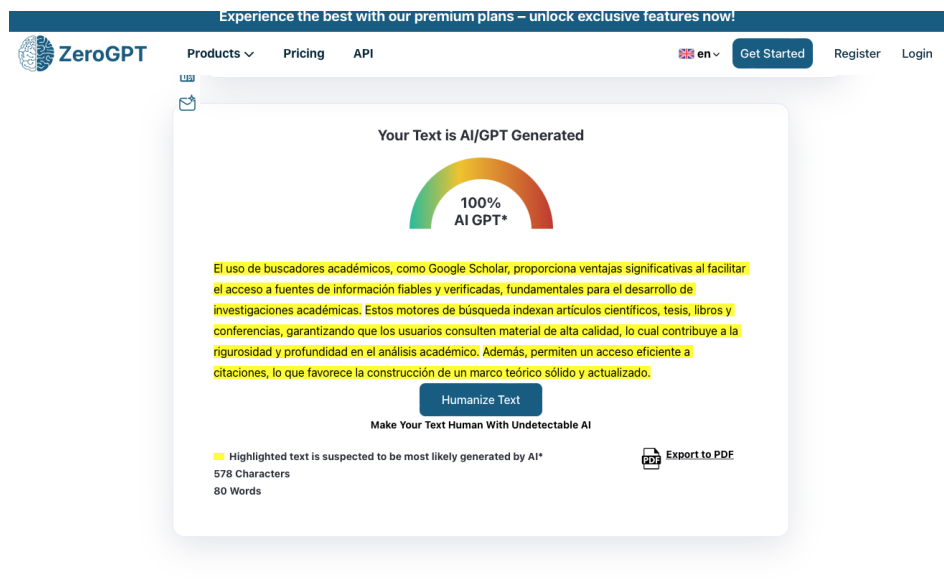 Experience the best with our premium plans – unlock exclusive features now!
ZeroGPT Products Pricing API en Get Started Register Login
Your Text is AI/GPT Generated
100%
AI GPT*
El uso de buscadores académicos, como Google Scholar, proporciona ventajas significativas al facilitar
el acceso a fuentes de información fiables y verificadas, fundamentales para el desarrollo de
investigaciones académicas. Estos motores de búsqueda indexan artículos científicos, tesis, libros y
conferencias, garantizando que los usuarios consulten material de alta calidad, lo cual contribuye a la
rigurosidad y profundidad en el análisis académico. Además, permiten un acceso eficiente a
citaciones, lo que favorece la construcción de un marco teórico sólido y actualizado.
Humanize Text
Make Your Text Human With Undetectable AI
Highlighted text is suspected to be most likely generated by AI*
PDF Export to PDF
578 Characters
80 Words